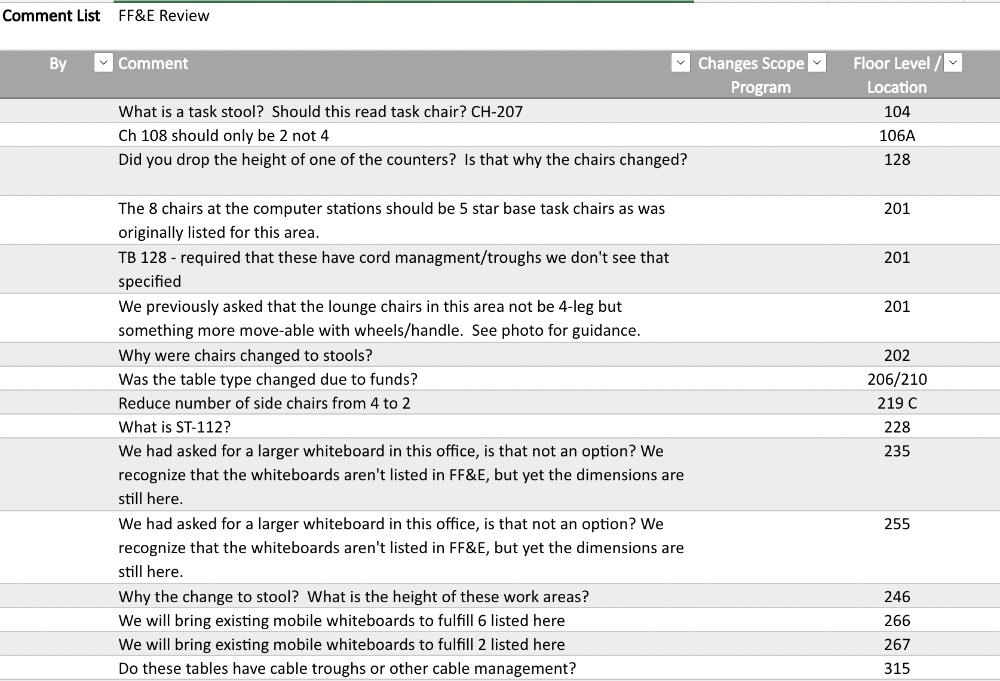 Comment List FF&E Review
By Comment Changes Scope Floor Level /
Program Location
What is a task stool?  Should this read task chair? CH-207 104
Ch 108 should only be 2 not 4 106A
Did you drop the height of one of the counters?  Is that why the chairs changed? 128
The 8 chairs at the computer stations should be 5 star base task chairs as was 201
originally listed for this area.
TB 128 - required that these have cord managment/troughs we don't see that 201
specified
We previously asked that the lounge chairs in this area not be 4-leg but 201
something more move-able with wheels/handle.  See photo for guidance.
Why were chairs changed to stools? 202
Was the table type changed due to funds? 206/210
Reduce number of side chairs from 4 to 2 219 C
What is ST-112? 228
We had asked for a larger whiteboard in this office, is that not an option? We 235
recognize that the whiteboards aren't listed in FF&E, but yet the dimensions are
still here.
We had asked for a larger whiteboard in this office, is that not an option? We 255
recognize that the whiteboards aren't listed in FF&E, but yet the dimensions are
still here.
Why the change to stool?  What is the height of these work areas? 246
We will bring existing mobile whiteboards to fulfill 6 listed here 266
We will bring existing mobile whiteboards to fulfill 2 listed here 267
Do these tables have cable troughs or other cable management? 315